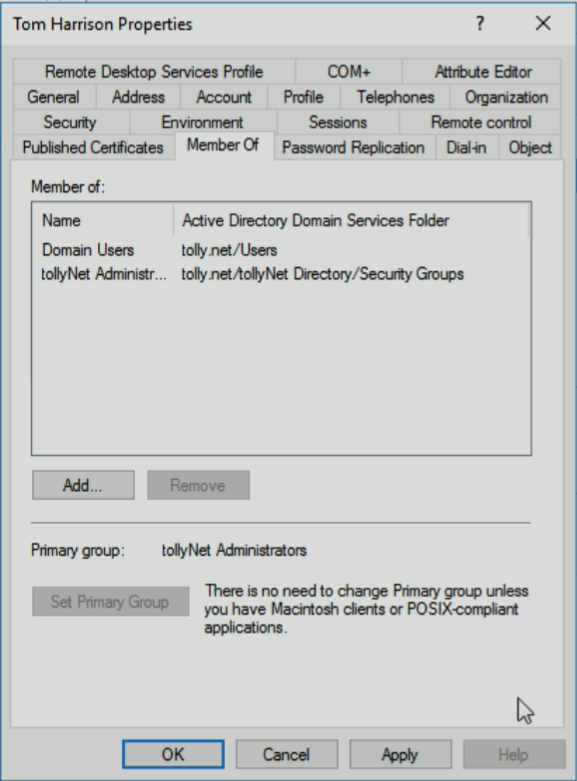 Tom Harrison Properties ?
Remote Desktop Services Profile COM+ Attribute Editor
General Address Account Profile Telephones Organization
Security Environment Sessions Remote control
Published Certificates Member Of Password Replication Dial-in Object
Member of:
Name Active Directory Domain Services Folder
Domain Users tolly.net/Users
tollyNet Administr... tolly.net/tollyNet Directory/Security Groups
Add... Remove
Primary group: tollyNet Administrators
Set Primary Group
There is no need to change Primary group unless
you have Macintosh clients or POSIX-compliant
applications.
OK Cancel Apply Help